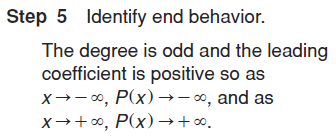 Step 5 Identify end behavior.
The degree is odd and the leading
coefficient is positive so as
x→−∞, P(x)→−∞, and as
x→+∞, P(x)→+∞.